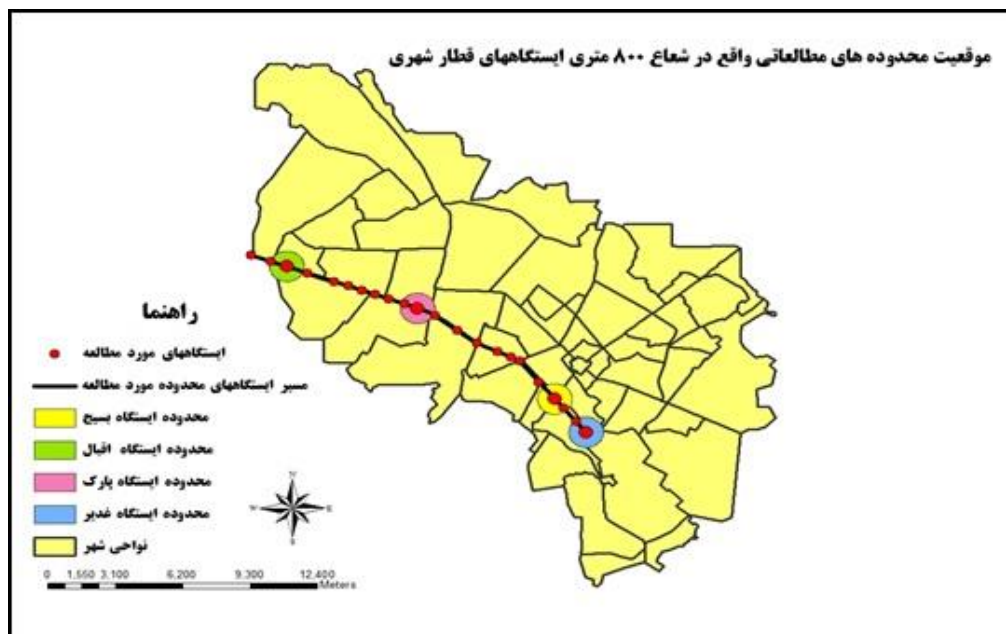 موقعیت محدوده های مطالعاتی واقع در شعاع ۸۰۰ متری ایستگاههای قطار شهری
راهنما
ایستگاههای مورد مطالعه
مسیر ایستگاههای محدوده مورد مطالعه
محدوده ایستگاه بسیج
محدوده ایستگاه اقبال
محدوده ایستگاه پارک
محدوده ایستگاه غدیر
نواحی شهر
N
W E
S
0 1,550 3,100 6,200 9,300 12,400
Meters